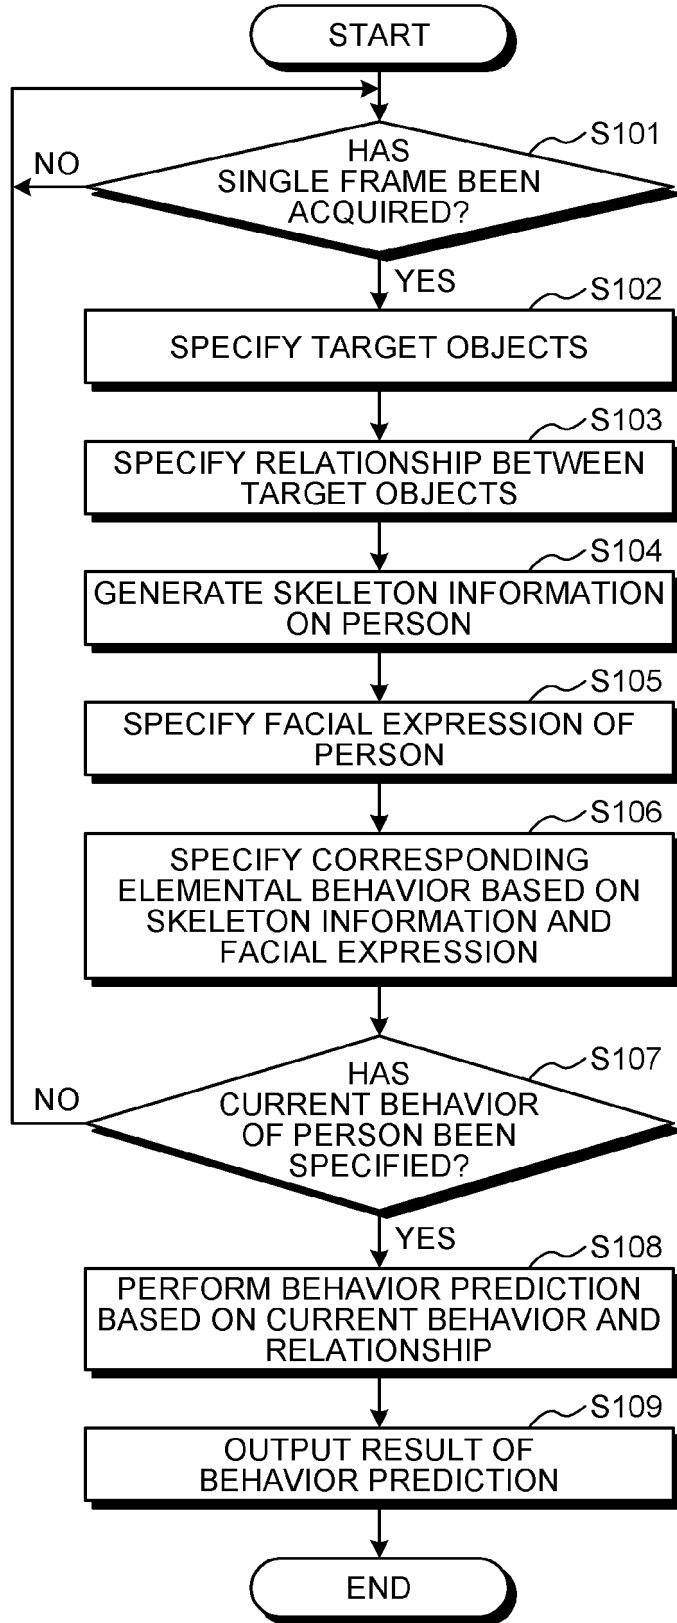 START
S101
HAS
SINGLE FRAME BEEN
ACQUIRED?
NO
YES
S102
SPECIFY TARGET OBJECTS
S103
SPECIFY RELATIONSHIP BETWEEN
TARGET OBJECTS
S104
GENERATE SKELETON INFORMATION
ON PERSON
S105
SPECIFY FACIAL EXPRESSION OF
PERSON
S106
SPECIFY CORRESPONDING
ELEMENTAL BEHAVIOR BASED ON
SKELETON INFORMATION AND
FACIAL EXPRESSION
S107
HAS
CURRENT BEHAVIOR
OF PERSON BEEN
SPECIFIED?
NO
YES
S108
PERFORM BEHAVIOR PREDICTION
BASED ON CURRENT BEHAVIOR AND
RELATIONSHIP
S109
OUTPUT RESULT OF
BEHAVIOR PREDICTION
END